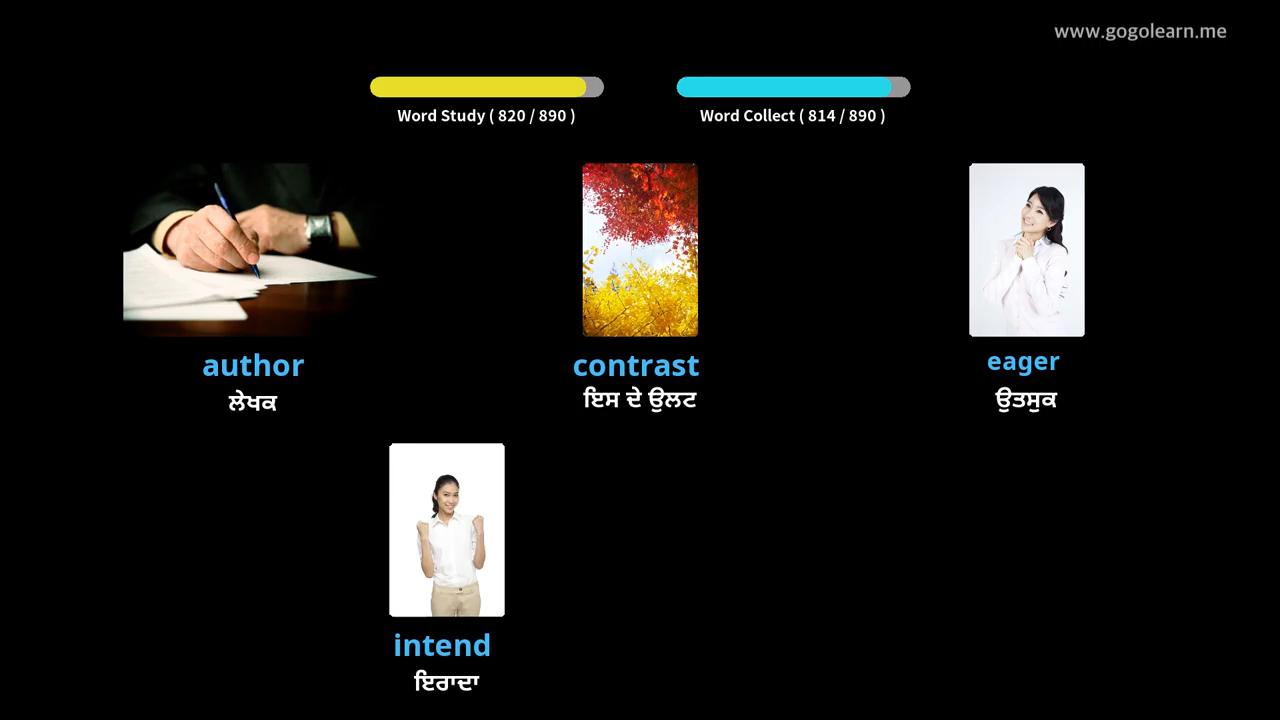 www.gogolearn.me
Word Study ( 820 / 890 )
Word Collect ( 814 / 890 )
author
ਲੇਖਕ
contrast
ਇਸ ਦੇ ਉਲਟ
eager
ਉਤਸੁਕ
intend
ਇਰਾਦਾ